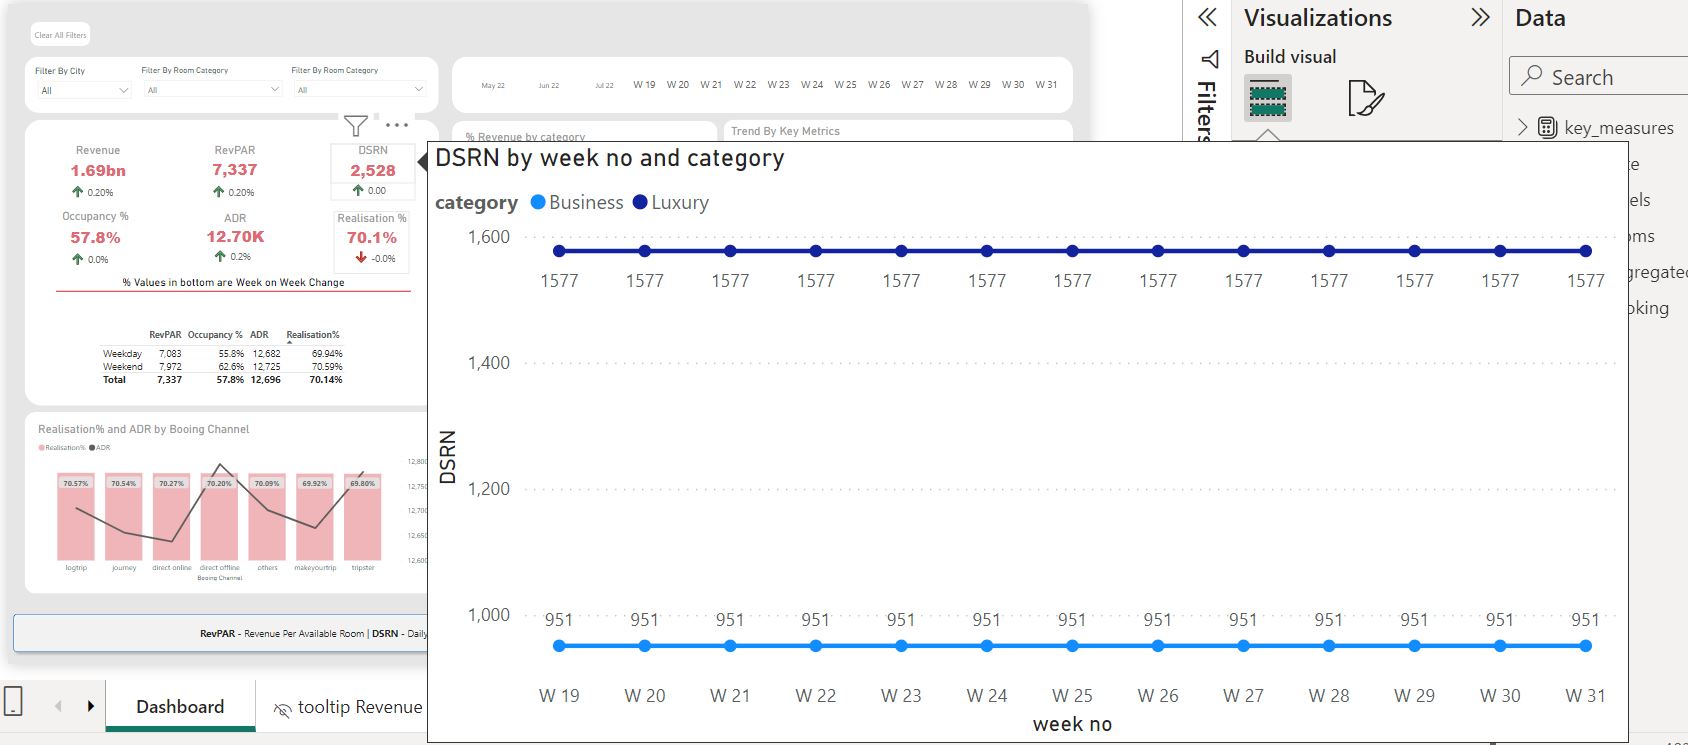 Clear All Filters
Filter By City
Filter By Room Category
Filter By Room Category
All
All
All
May 22 Jun 22 Jul 22 W 19 W 20 W 21 W 22 W 23 W 24 W 25 W 26 W 27 W 28 W 29 W 30 W 31
Revenue
1.69bn
0.20%
RevPAR
7,337
0.20%
DSRN
2,528
0.00
Occupancy %
57.8%
0.0%
ADR
12.70K
0.2%
Realisation %
70.1%
-0.0%
% Values in bottom are Week on Week Change
RevPAR Occupancy % ADR Realisation%
Weekday 7,083 55.8% 12,682 69.94%
Weekend 7,972 62.6% 12,725 70.59%
Total 7,337 57.8% 12,696 70.14%
% Revenue by category
Trend By Key Metrics
DSRN by week no and category
category Business Luxury
1,600
1577 1577 1577 1577 1577 1577 1577 1577 1577 1577 1577 1577 1577
1,400
DSRN
1,200
1,000
951 951 951 951 951 951 951 951 951 951 951 951 951
W 19 W 20 W 21 W 22 W 23 W 24 W 25 W 26 W 27 W 28 W 29 W 30 W 31
week no
Realisation% and ADR by Booing Channel
Realisation% ADR
12,800
12,750
12,700
12,650
12,600
70.57% 70.54% 70.27% 70.20% 70.09% 69.92% 69.80%
logtrip journey direct online direct offline others makeyourtrip tripster
Booing Channel
RevPAR - Revenue Per Available Room | DSRN - Daily
Dashboard
tooltip Revenue
Filters
Visualizations
Build visual
Data
Search
key_measures
te
els
oms
gregated
oking